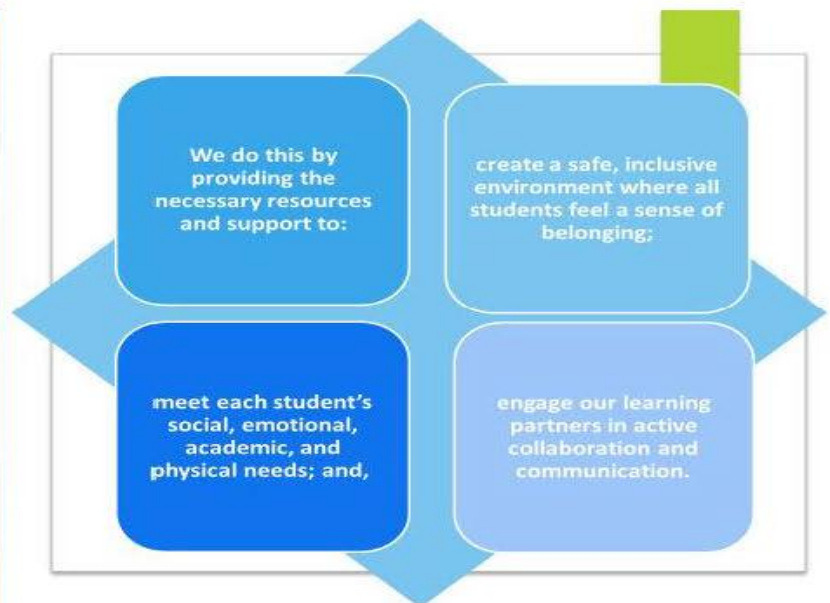 We do this by
providing the
necessary resources
and support to:
create a safe, inclusive
environment where all
students feel a sense of
belonging;
meet each student’s
social, emotional,
academic, and
physical needs; and,
engage our learning
partners in active
collaboration and
communication.